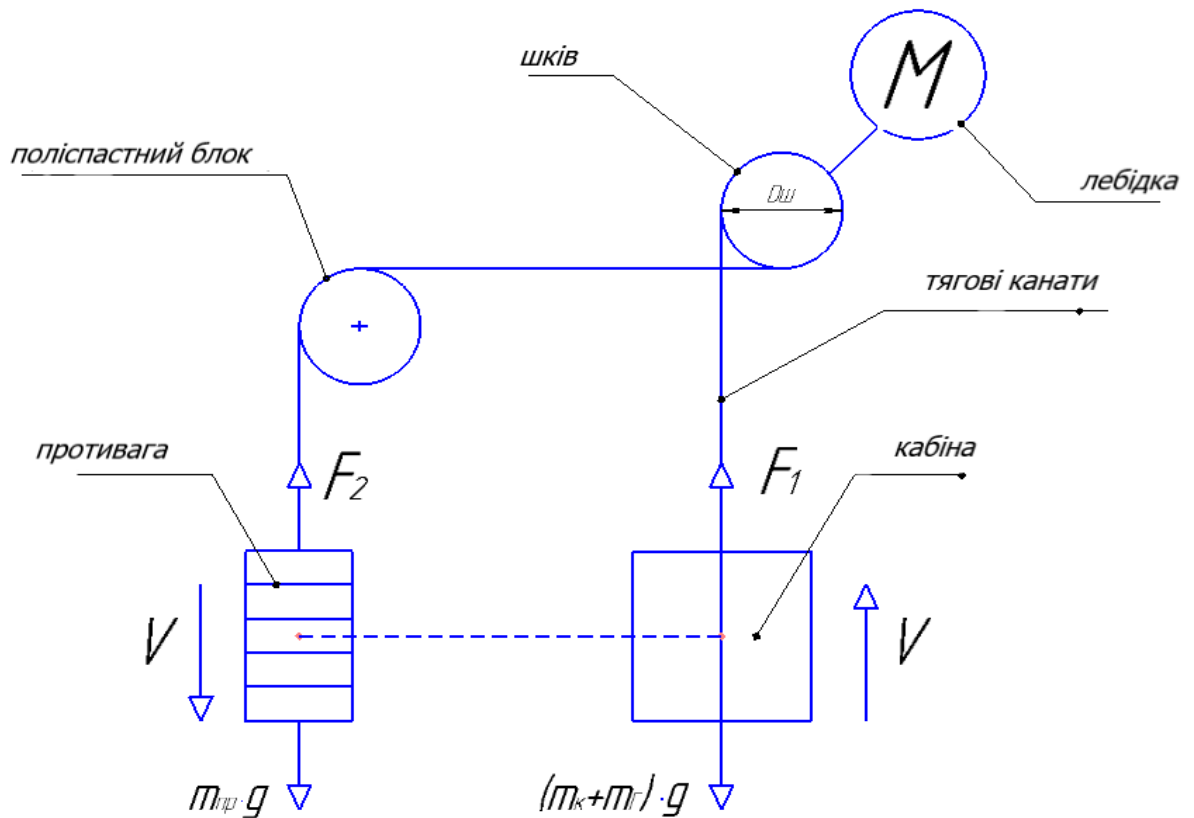 M
шків
поліспастний блок
лебідка
Dш
тягові канати
противага
кабіна
F₂
F₁
V
V
mпр·g
(mк+mг)·g